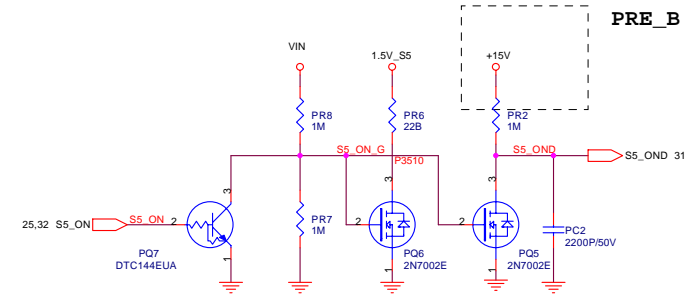 PRE_B
VIN
1.5V_S5
+15V
PR8
1M
PR6
22B
PR2
1M
S5_ON_G
P3510
S5_OND
S5_OND 31
3
3
3
25,32 S5_ON
S5_ON
2
PR7
1M
2
2
PC2
2200P/50V
1
1
1
PQ7
DTC144EUA
PQ6
2N7002E
PQ5
2N7002E